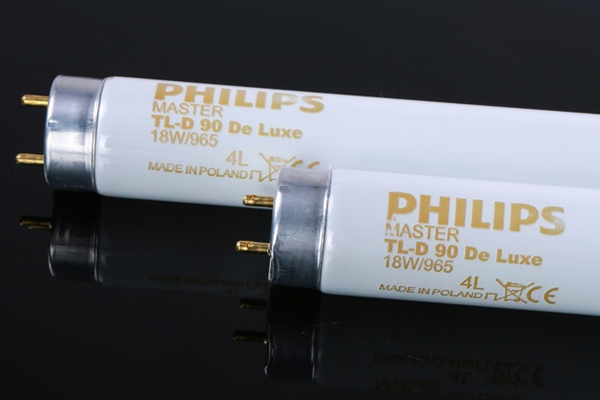 PHILIPS
MASTER
TL-D 90 De Luxe
18W/965
4L
MADE IN POLAND
PHILIPS
MASTER
TL-D 90 De Luxe
18W/965
4L
MADE IN POLAND CE